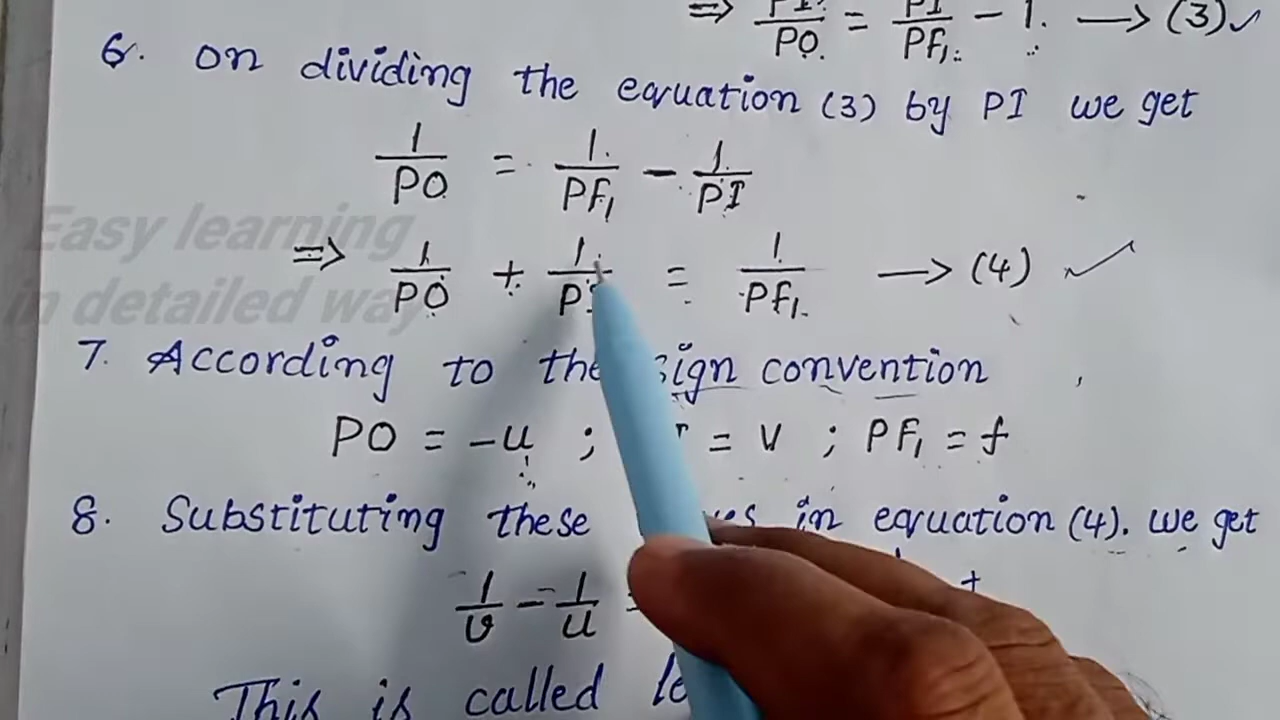 => PI/PO = PI/PF₁ - 1. → (3) ✓
6. on dividing the equation (3) by PI we get
1/PO = 1/PF₁ - 1/PI
=> 1/PO + 1/PI = 1/PF₁ → (4) ✓
Easy learning
in detailed way
7. According to the sign convention
PO = -u ; = v ; PF₁ = f
8. Substituting these in equation (4). we get
1/v - 1/u =
This is called